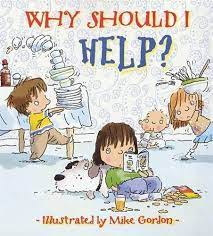 WHY SHOULD I
HELP?
- Illustrated by Mike Gordon -